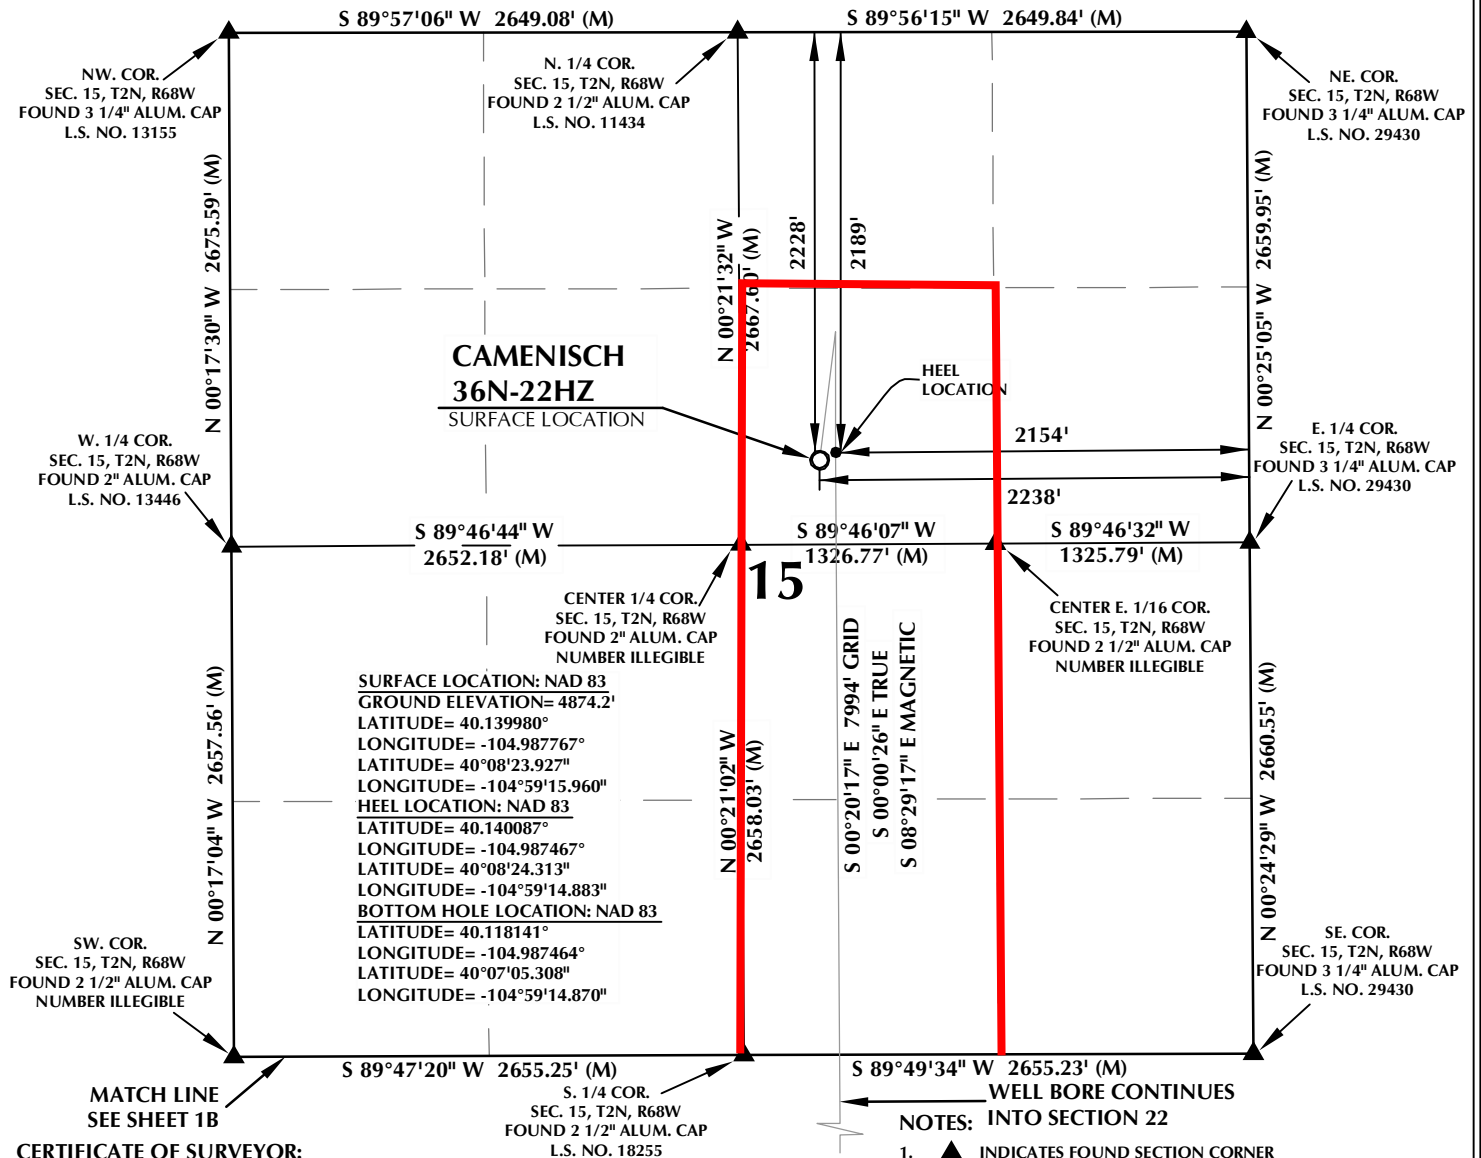 S 89°57'06" W 2649.08' (M)
S 89°56'15" W 2649.84' (M)
NW. COR.
SEC. 15, T2N, R68W
FOUND 3 1/4" ALUM. CAP
L.S. NO. 13155
N. 1/4 COR.
SEC. 15, T2N, R68W
FOUND 2 1/2" ALUM. CAP
L.S. NO. 11434
NE. COR.
SEC. 15, T2N, R68W
FOUND 3 1/4" ALUM. CAP
L.S. NO. 29430
N 00°17'30" W 2675.59' (M)
N 00°21'32" W
2667.60' (M)
2228'
2189'
N 00°25'05" W 2659.95' (M)
CAMENISCH
36N-22HZ
SURFACE LOCATION
HEEL
LOCATION
2154'
2238'
W. 1/4 COR.
SEC. 15, T2N, R68W
FOUND 2" ALUM. CAP
L.S. NO. 13446
E. 1/4 COR.
SEC. 15, T2N, R68W
FOUND 3 1/4" ALUM. CAP
L.S. NO. 29430
S 89°46'44" W
2652.18' (M)
S 89°46'07" W
1326.77' (M)
S 89°46'32" W
1325.79' (M)
15
CENTER 1/4 COR.
SEC. 15, T2N, R68W
FOUND 2" ALUM. CAP
NUMBER ILLEGIBLE
CENTER E. 1/16 COR.
SEC. 15, T2N, R68W
FOUND 2 1/2" ALUM. CAP
NUMBER ILLEGIBLE
SURFACE LOCATION: NAD 83
GROUND ELEVATION= 4874.2'
LATITUDE= 40.139980°
LONGITUDE= -104.987767°
LATITUDE= 40°08'23.927"
LONGITUDE= -104°59'15.960"
HEEL LOCATION: NAD 83
LATITUDE= 40.140087°
LONGITUDE= -104.987467°
LATITUDE= 40°08'24.313"
LONGITUDE= -104°59'14.883"
BOTTOM HOLE LOCATION: NAD 83
LATITUDE= 40.118141°
LONGITUDE= -104.987464°
LATITUDE= 40°07'05.308"
LONGITUDE= -104°59'14.870"
N 00°17'04" W 2657.56' (M)
N 00°21'02" W
2658.03' (M)
S 00°20'17" E 7994' GRID
S 00°00'26" E TRUE
S 08°29'17" E MAGNETIC
N 00°24'29" W 2660.55' (M)
SW. COR.
SEC. 15, T2N, R68W
FOUND 2 1/2" ALUM. CAP
NUMBER ILLEGIBLE
SE. COR.
SEC. 15, T2N, R68W
FOUND 3 1/4" ALUM. CAP
L.S. NO. 29430
S 89°47'20" W 2655.25' (M)
S 89°49'34" W 2655.23' (M)
MATCH LINE
SEE SHEET 1B
S. 1/4 COR.
SEC. 15, T2N, R68W
FOUND 2 1/2" ALUM. CAP
L.S. NO. 18255
WELL BORE CONTINUES
INTO SECTION 22
CERTIFICATE OF SURVEYOR:
NOTES:
1. INDICATES FOUND SECTION CORNER